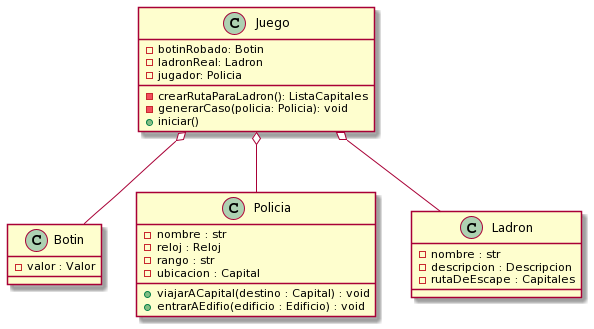 C Juego
botinRobado: Botin
ladronReal: Ladron
jugador: Policia
crearRutaParaLadron(): ListaCapitales
generarCaso(policia: Policia): void
iniciar()
C Botin
valor : Valor
C Policia
nombre : str
reloj : Reloj
rango : str
ubicacion : Capital
viajarACapital(destino : Capital) : void
entrarAEdifio(edificio : Edificio) : void
C Ladron
nombre : str
descripcion : Descripcion
rutaDeEscape : Capitales